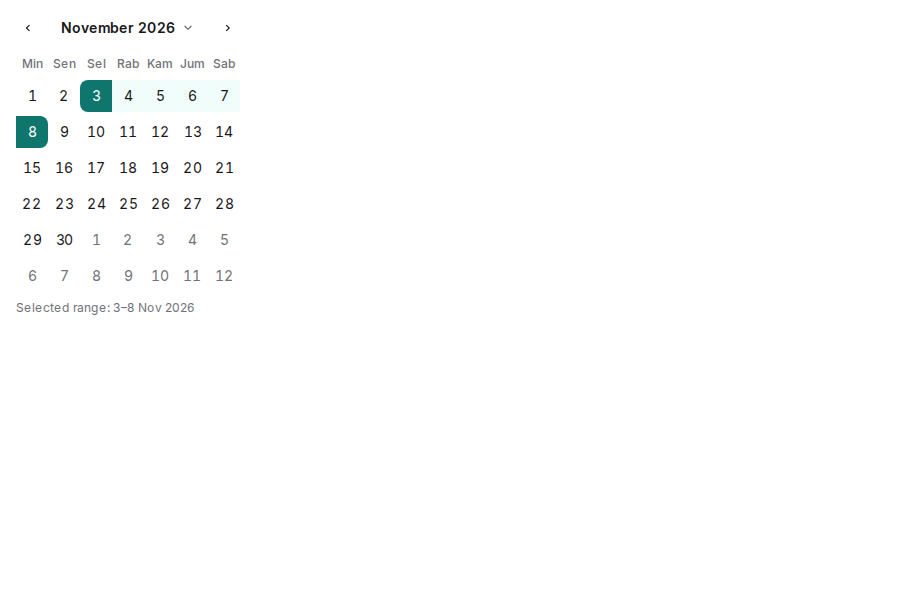 November 2026
Min Sen Sel Rab Kam Jum Sab
1 2 3 4 5 6 7
8 9 10 11 12 13 14
15 16 17 18 19 20 21
22 23 24 25 26 27 28
29 30 1 2 3 4 5
6 7 8 9 10 11 12
Selected range: 3–8 Nov 2026